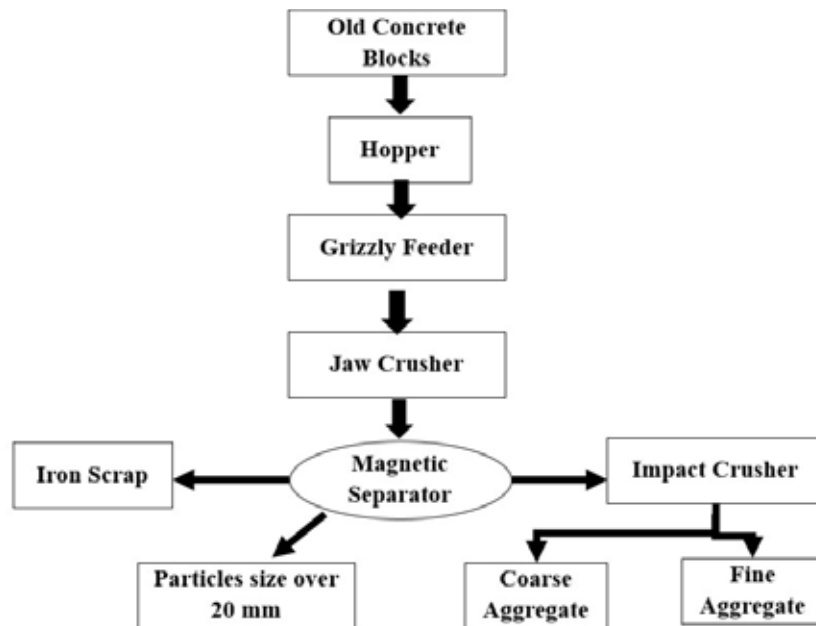 Old Concrete
Blocks
Hopper
Grizzly Feeder
Jaw Crusher
Iron Scrap
Magnetic
Separator
Impact Crusher
Particles size over
20 mm
Coarse
Aggregate
Fine
Aggregate